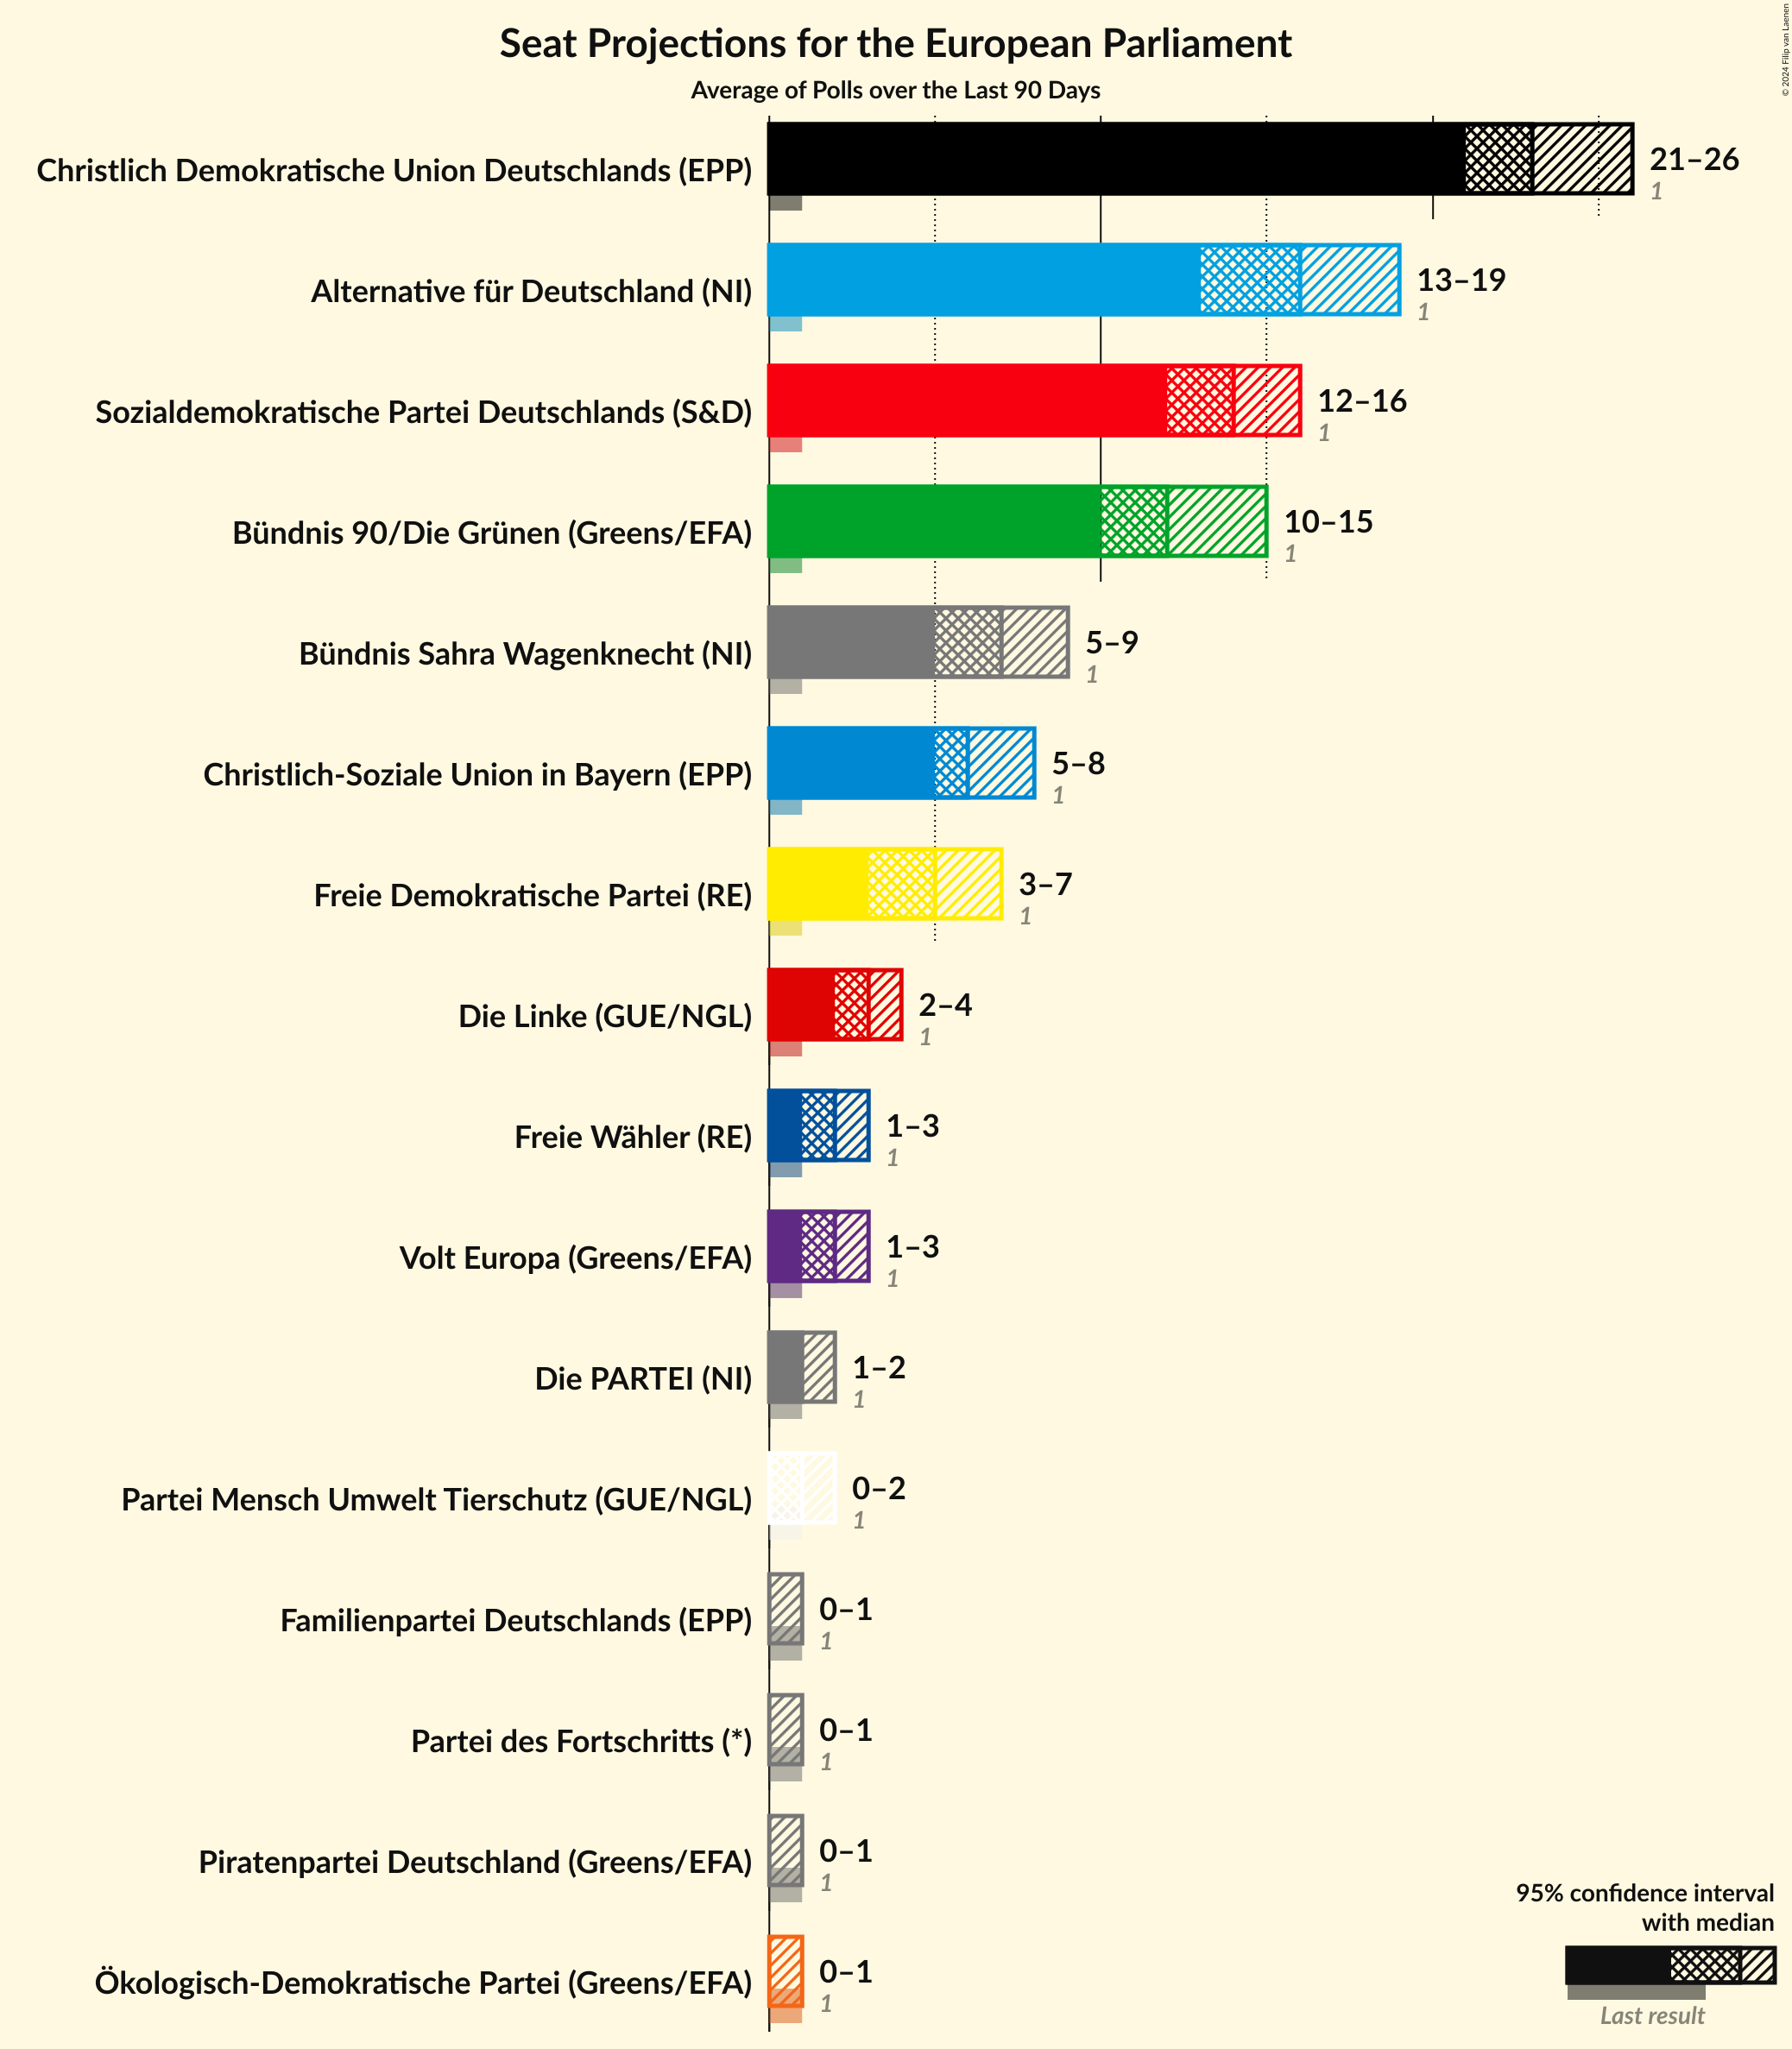 © 2024 Filip van Laenen
Seat Projections for the European Parliament
Average of Polls over the Last 90 Days
Christlich Demokratische Union Deutschlands (EPP)
21–26
1
Alternative für Deutschland (NI)
13–19
1
Sozialdemokratische Partei Deutschlands (S&D)
12–16
1
Bündnis 90/Die Grünen (Greens/EFA)
10–15
1
Bündnis Sahra Wagenknecht (NI)
5–9
1
Christlich-Soziale Union in Bayern (EPP)
5–8
1
Freie Demokratische Partei (RE)
3–7
1
Die Linke (GUE/NGL)
2–4
1
Freie Wähler (RE)
1–3
1
Volt Europa (Greens/EFA)
1–3
1
Die PARTEI (NI)
1–2
1
Partei Mensch Umwelt Tierschutz (GUE/NGL)
0–2
1
Familienpartei Deutschlands (EPP)
0–1
1
Partei des Fortschritts (*)
0–1
1
Piratenpartei Deutschland (Greens/EFA)
0–1
1
Ökologisch-Demokratische Partei (Greens/EFA)
0–1
1
95% confidence interval
with median
Last result